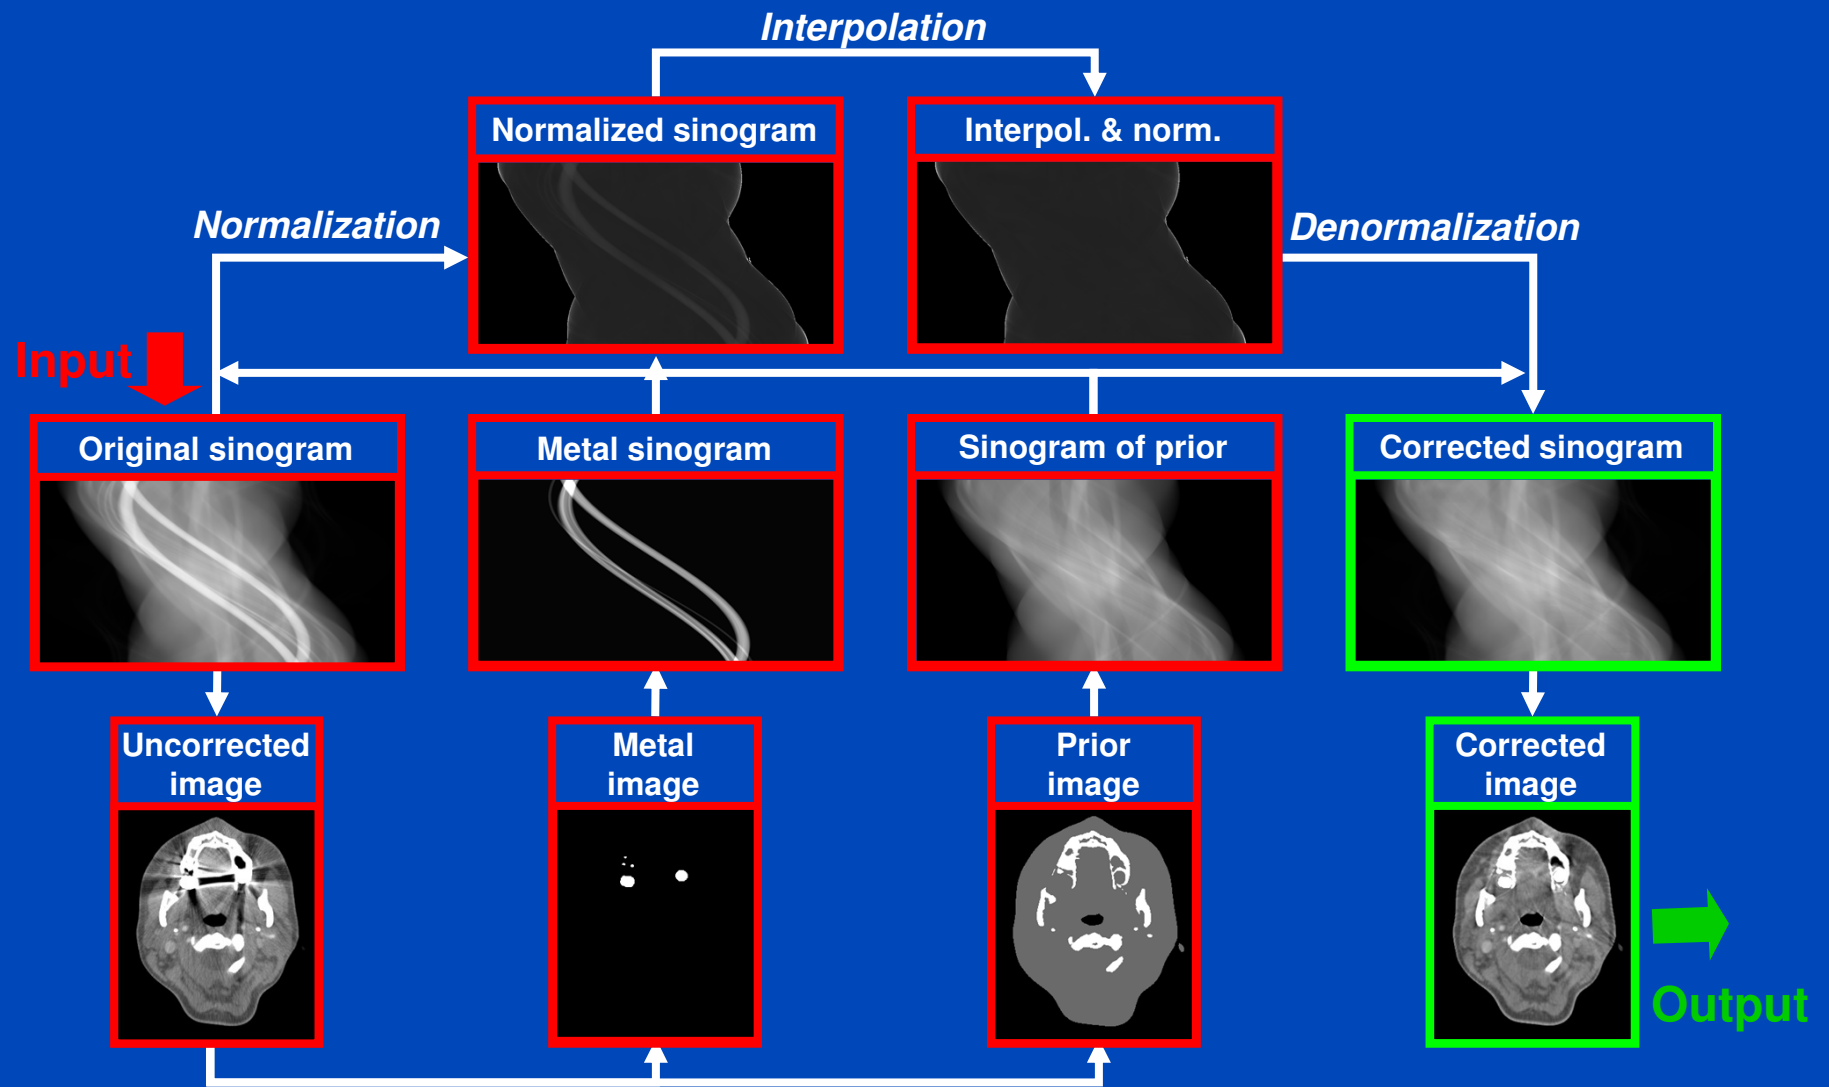 Interpolation
Normalized sinogram
Interpol. & norm.
Normalization
Denormalization
Input
Original sinogram
Metal sinogram
Sinogram of prior
Corrected sinogram
Uncorrected
image
Metal
image
Prior
image
Corrected
image
Output